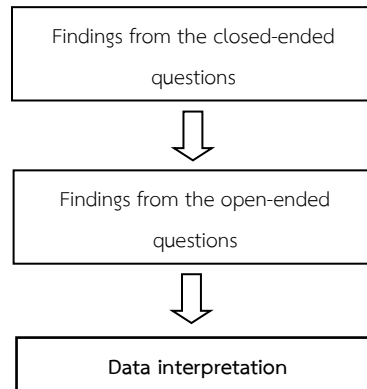 Findings from the closed-ended
questions
Findings from the open-ended
questions
Data interpretation